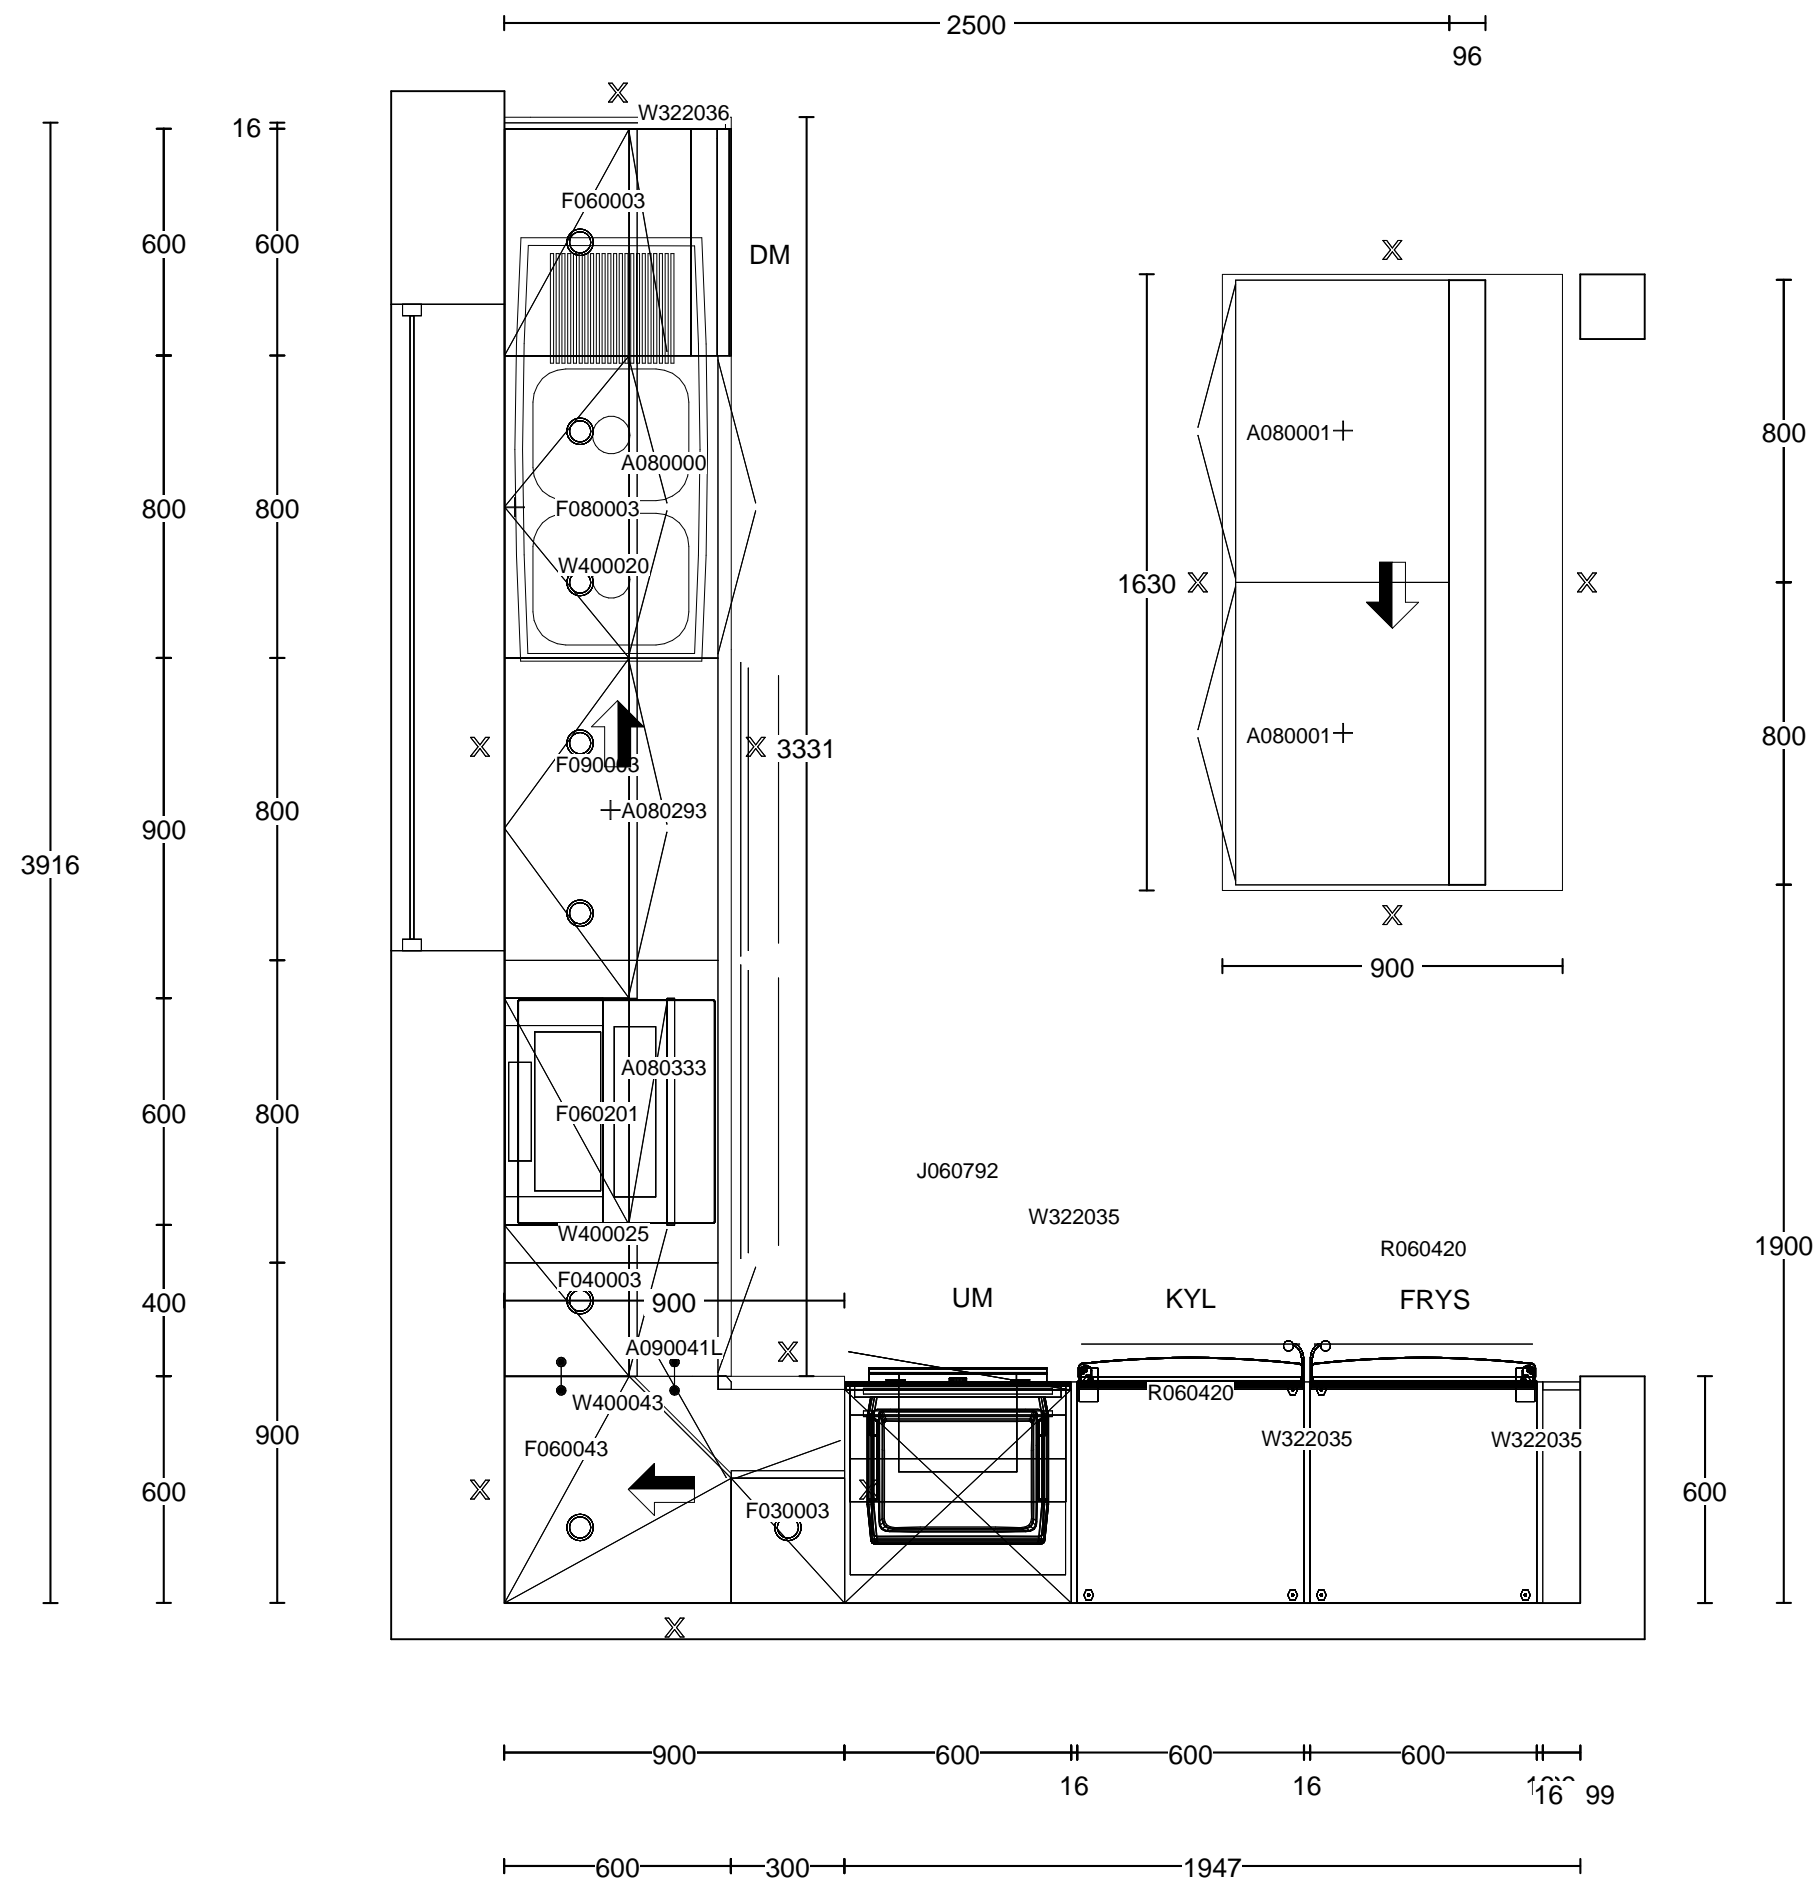 2500
96
X
W322036
16
F060003
600
600
DM
X
A080001
800
A080000
F080003
800
800
W400020
1630
X
X
X
F090003
X
3331
A080293
A080001
800
800
900
3916
X
900
A080333
F060201
600
800
J060792
W322035
W400025
R060420
1900
F040003
400
900
UM
KYL
FRYS
A090041L
X
R060420
W400043
900
F060043
W322035
W322035
X
X
600
F030003
600
X
900
600
600
600
16
16
16
99
600
300
1947